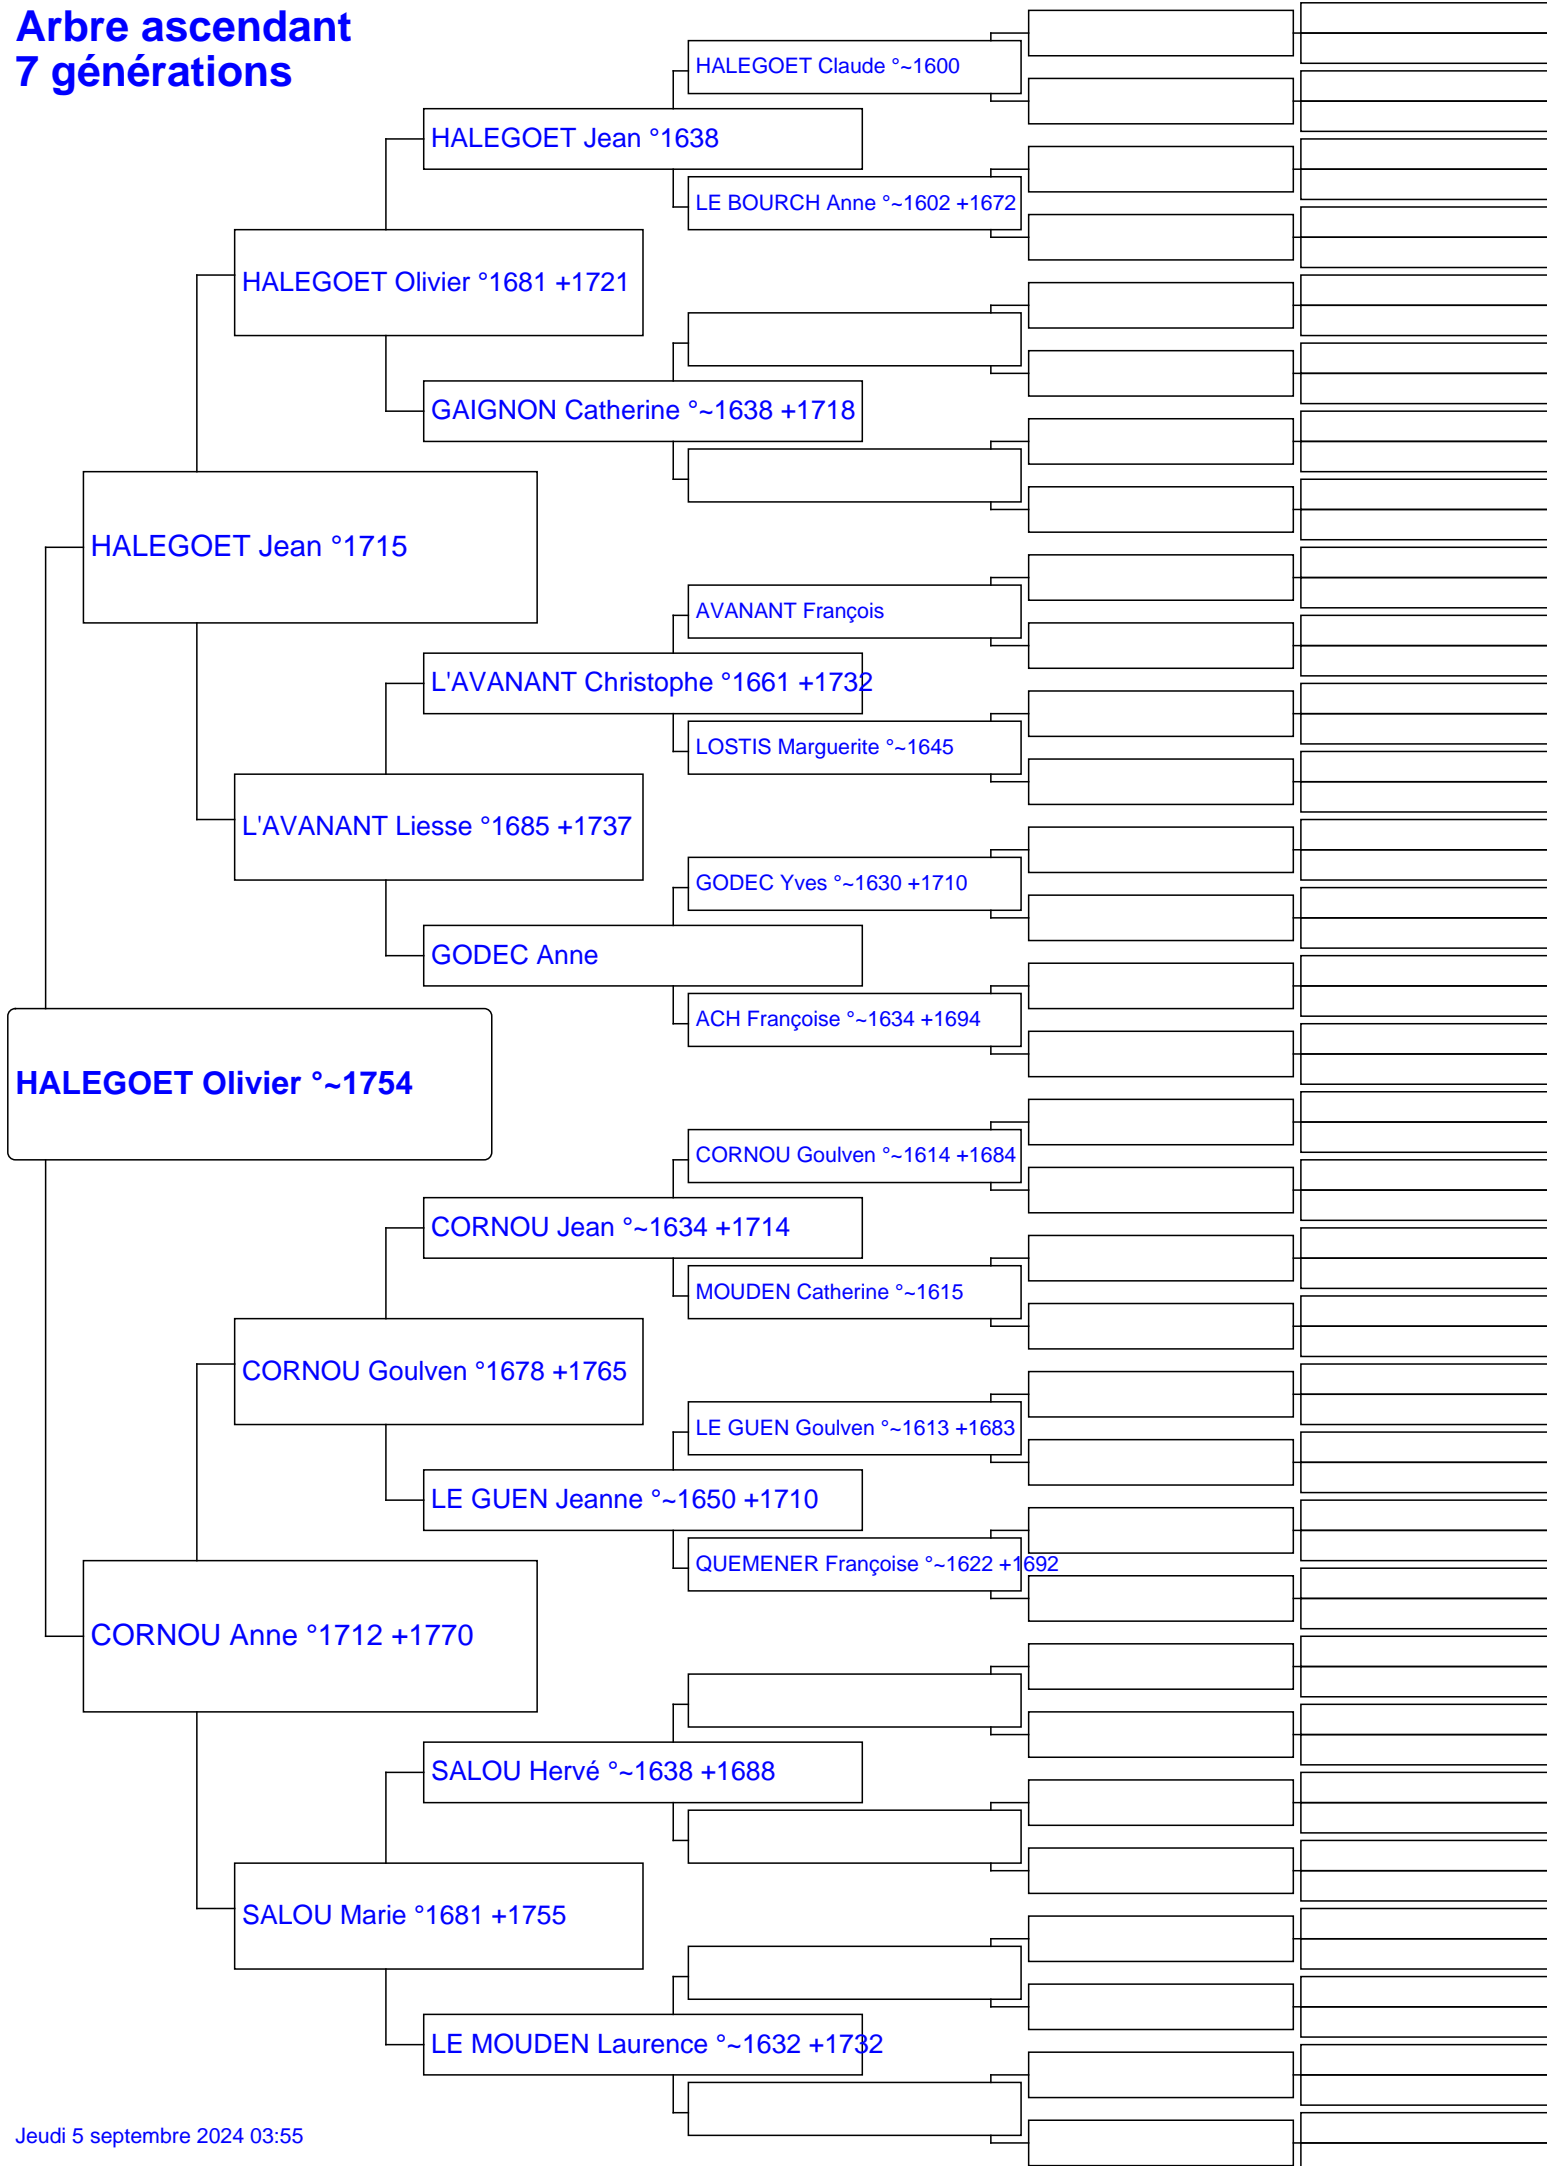 Arbre ascendant
7 générations
HALEGOET Claude °~1600
HALEGOET Jean °1638
LE BOURCH Anne °~1602 +1672
HALEGOET Olivier °1681 +1721
GAIGNON Catherine °~1638 +1718
HALEGOET Jean °1715
AVANANT François
L'AVANANT Christophe °1661 +1732
LOSTIS Marguerite °~1645
L'AVANANT Liesse °1685 +1737
GODEC Yves °~1630 +1710
GODEC Anne
ACH Françoise °~1634 +1694
HALEGOET Olivier °~1754
CORNOU Goulven °~1614 +1684
CORNOU Jean °~1634 +1714
MOUDEN Catherine °~1615
CORNOU Goulven °1678 +1765
LE GUEN Goulven °~1613 +1683
LE GUEN Jeanne °~1650 +1710
QUEMENER Françoise °~1622 +1692
CORNOU Anne °1712 +1770
SALOU Hervé °~1638 +1688
SALOU Marie °1681 +1755
LE MOUDEN Laurence °~1632 +1732
Jeudi 5 septembre 2024 03:55